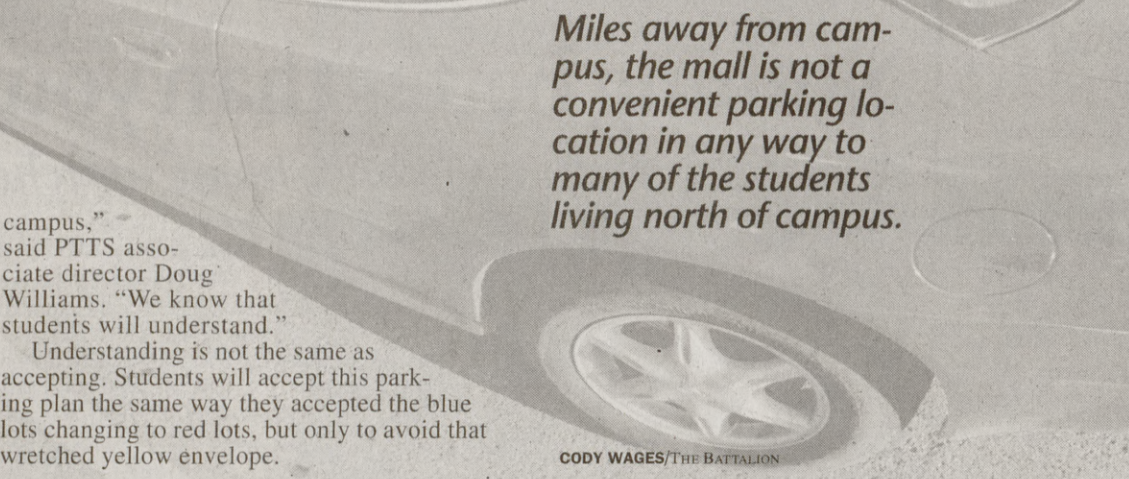 Miles away from cam-
pus, the mall is not a
convenient parking lo-
cation in any way to
many of the students
living north of campus.
campus,"
said PTTS asso-
ciate director Doug
Williams. "We know that
students will understand."
Understanding is not the same as
accepting. Students will accept this park-
ing plan the same way they accepted the blue
lots changing to red lots, but only to avoid that
wretched yellow envelope.
CODY WAGES/THE BATTALION